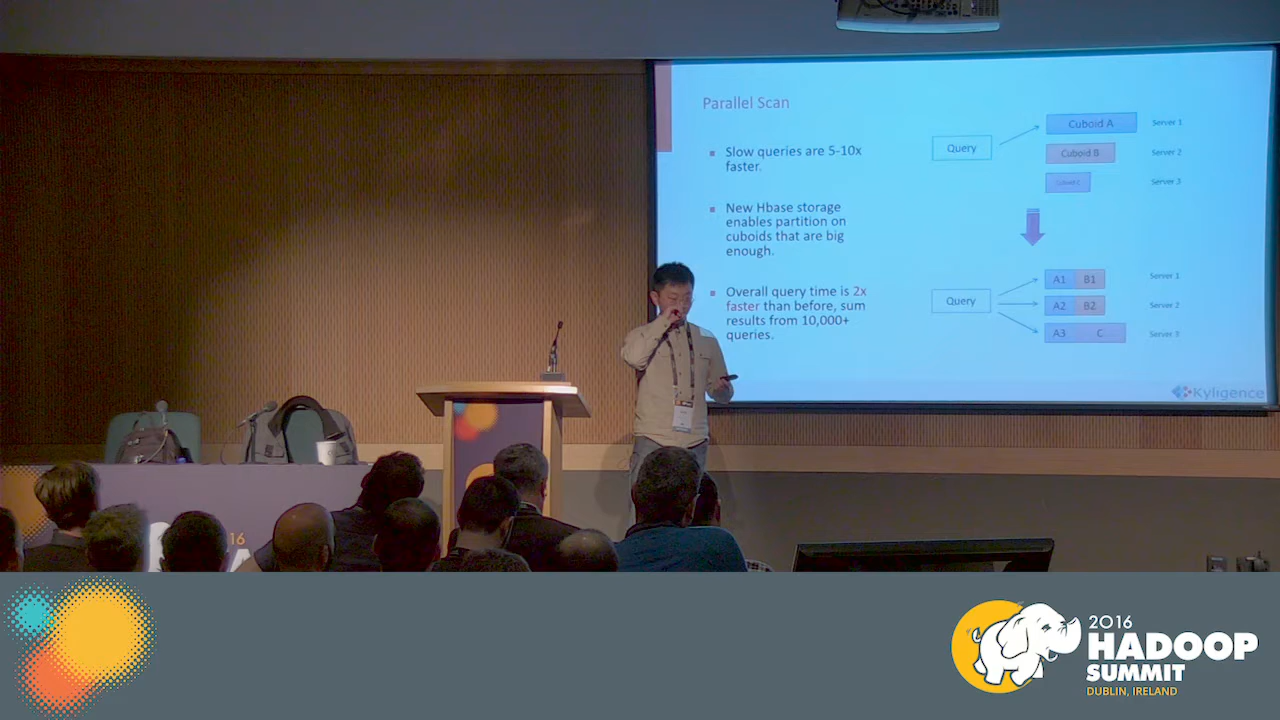 Parallel Scan
Slow queries are 5-10x
faster.
New Hbase storage
enables partition on
cuboids that are big
enough.
Overall query time is 2x
faster than before, sum
results from 10,000+
queries.
Query
Cuboid A
Server 1
Cuboid B
Server 2
Cuboid C
Server 3
Query
A1 B1
Server 1
A2 B2
Server 2
A3 C
Server 3
Kyligence
16
2016
HADOOP
SUMMIT
DUBLIN, IRELAND